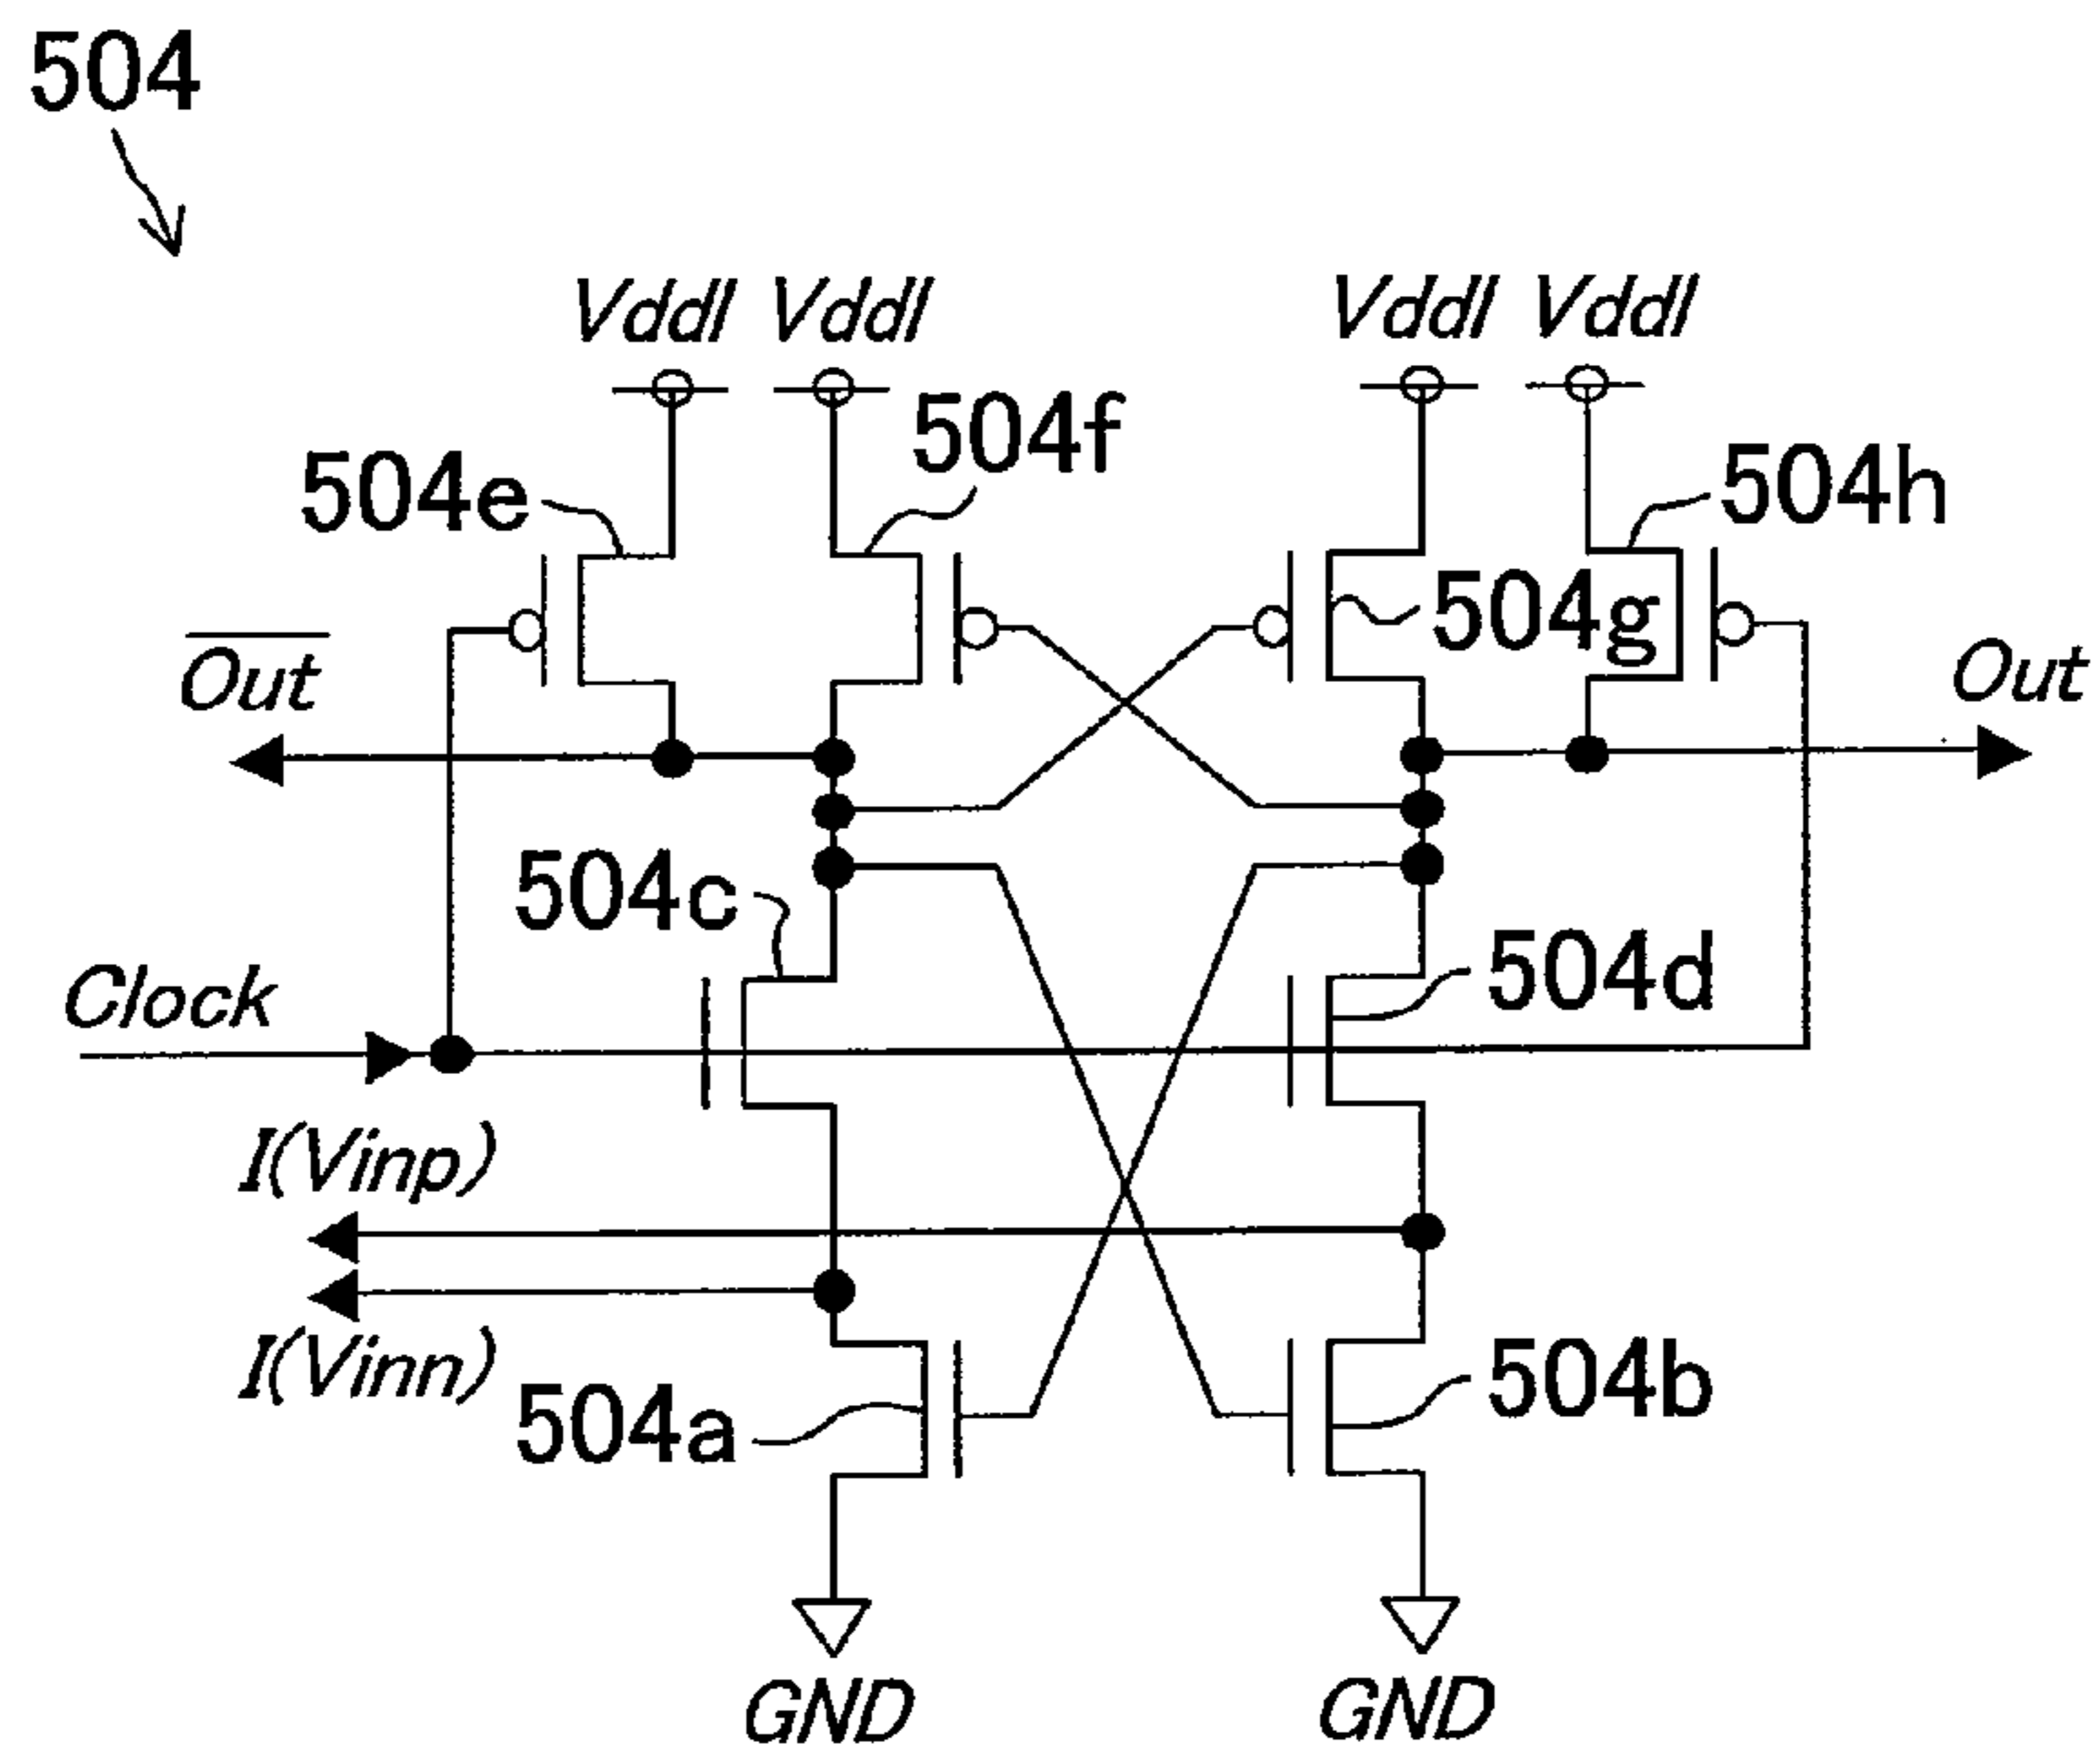 504
Vddl Vddl Vddl Vddl
504f
504e 504h
504g
Out Out
504c
504d
Clock
I(Vinp)
I(Vinn)
504a 504b
GND GND